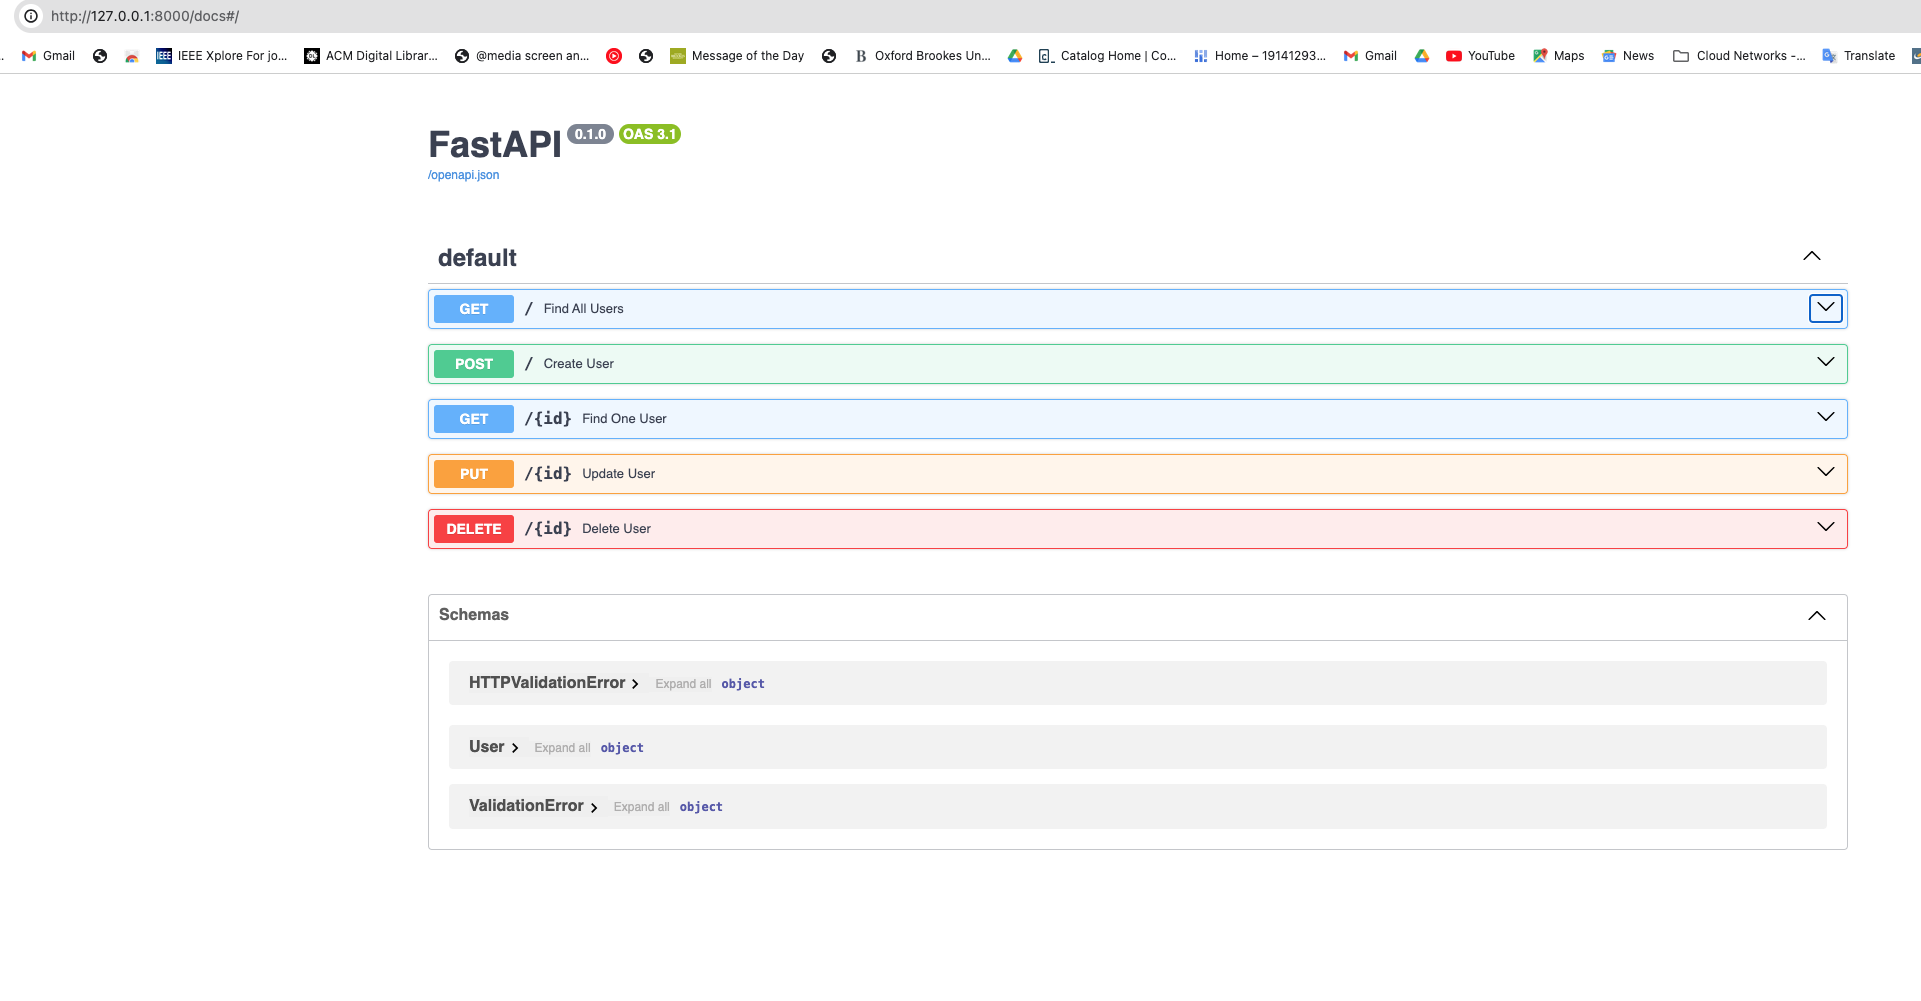 http://127.0.0.1:8000/docs#/
Gmail IEEE Xplore For jo... ACM Digital Librar... @media screen an... Message of the Day B Oxford Brookes Un... Catalog Home | Co... Home – 19141293... Gmail YouTube Maps News Cloud Networks -... Translate
FastAPI 0.1.0 OAS 3.1
/openapi.json
default
GET / Find All Users
POST / Create User
GET /{id} Find One User
PUT /{id} Update User
DELETE /{id} Delete User
Schemas
HTTPValidationError Expand all object
User Expand all object
ValidationError Expand all object